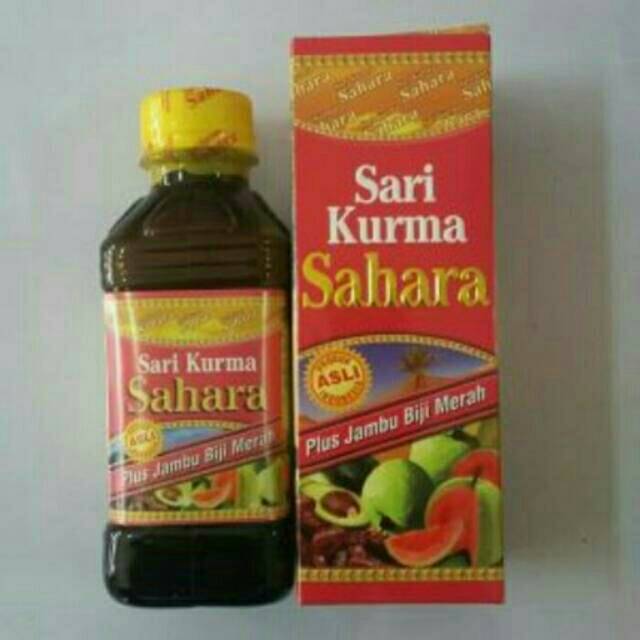 Sahara
Sari Kurma
Sahara
ASLI
Plus Jambu Biji Merah
Sahara
Sahara
Sari
Kurma
Sahara
ASLI
Plus Jambu Biji Merah